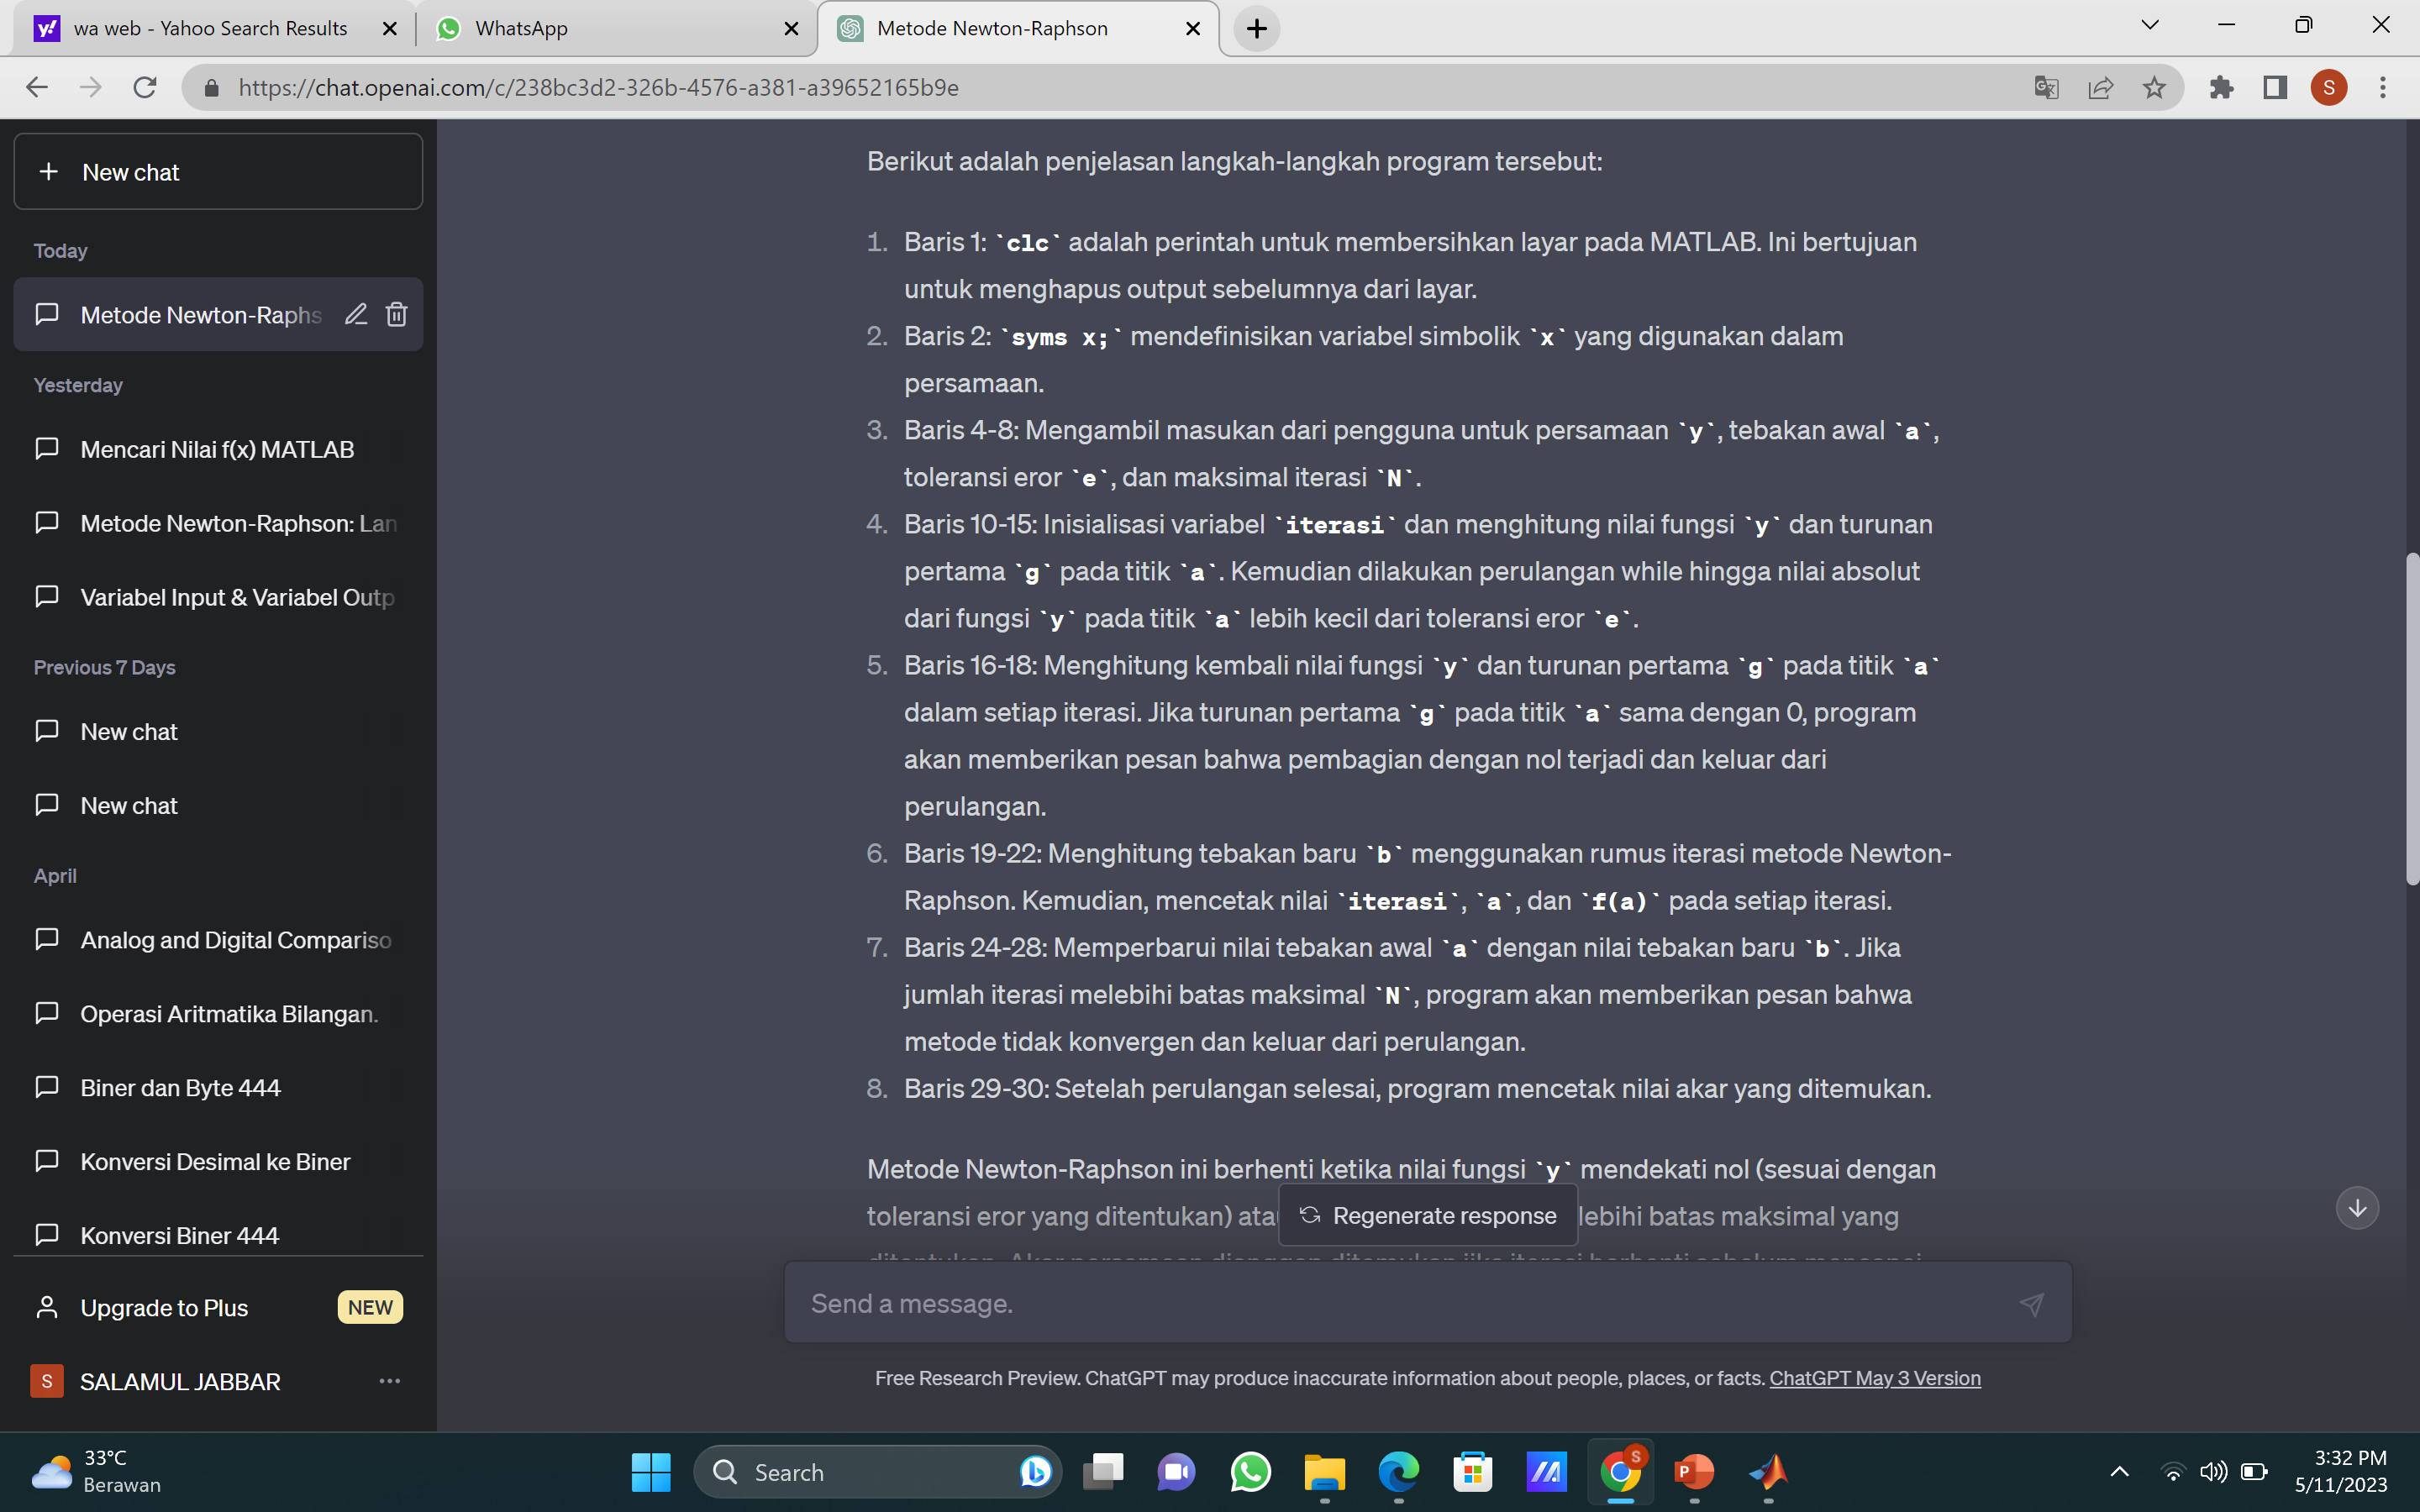 wa web - Yahoo Search Results
WhatsApp
Metode Newton-Raphson
https://chat.openai.com/c/238bc3d2-326b-4576-a381-a39652165b9e
S
New chat
Today
Metode Newton-Raphs
Yesterday
Mencari Nilai f(x) MATLAB
Metode Newton-Raphson: Lan
Variabel Input & Variabel Outp
Previous 7 Days
New chat
New chat
April
Analog and Digital Compariso
Operasi Aritmatika Bilangan.
Biner dan Byte 444
Konversi Desimal ke Biner
Konversi Biner 444
Upgrade to Plus NEW
S SALAMUL JABBAR
Berikut adalah penjelasan langkah-langkah program tersebut:
1. Baris 1: `clc` adalah perintah untuk membersihkan layar pada MATLAB. Ini bertujuan
untuk menghapus output sebelumnya dari layar.
2. Baris 2: `syms x;` mendefinisikan variabel simbolik `x` yang digunakan dalam
persamaan.
3. Baris 4-8: Mengambil masukan dari pengguna untuk persamaan `y`, tebakan awal `a`,
toleransi eror `e`, dan maksimal iterasi `N`.
4. Baris 10-15: Inisialisasi variabel `iterasi` dan menghitung nilai fungsi `y` dan turunan
pertama `g` pada titik `a`. Kemudian dilakukan perulangan while hingga nilai absolut
dari fungsi `y` pada titik `a` lebih kecil dari toleransi eror `e`.
5. Baris 16-18: Menghitung kembali nilai fungsi `y` dan turunan pertama `g` pada titik `a`
dalam setiap iterasi. Jika turunan pertama `g` pada titik `a` sama dengan 0, program
akan memberikan pesan bahwa pembagian dengan nol terjadi dan keluar dari
perulangan.
6. Baris 19-22: Menghitung tebakan baru `b` menggunakan rumus iterasi metode Newton-
Raphson. Kemudian, mencetak nilai `iterasi`, `a`, dan `f(a)` pada setiap iterasi.
7. Baris 24-28: Memperbarui nilai tebakan awal `a` dengan nilai tebakan baru `b`. Jika
jumlah iterasi melebihi batas maksimal `N`, program akan memberikan pesan bahwa
metode tidak konvergen dan keluar dari perulangan.
8. Baris 29-30: Setelah perulangan selesai, program mencetak nilai akar yang ditemukan.
Metode Newton-Raphson ini berhenti ketika nilai fungsi `y` mendekati nol (sesuai dengan
toleransi eror yang ditentukan) ata Regenerate response lebihi batas maksimal yang
Send a message.
Free Research Preview. ChatGPT may produce inaccurate information about people, places, or facts. ChatGPT May 3 Version
33°C
Berawan
Search
3:32 PM
5/11/2023